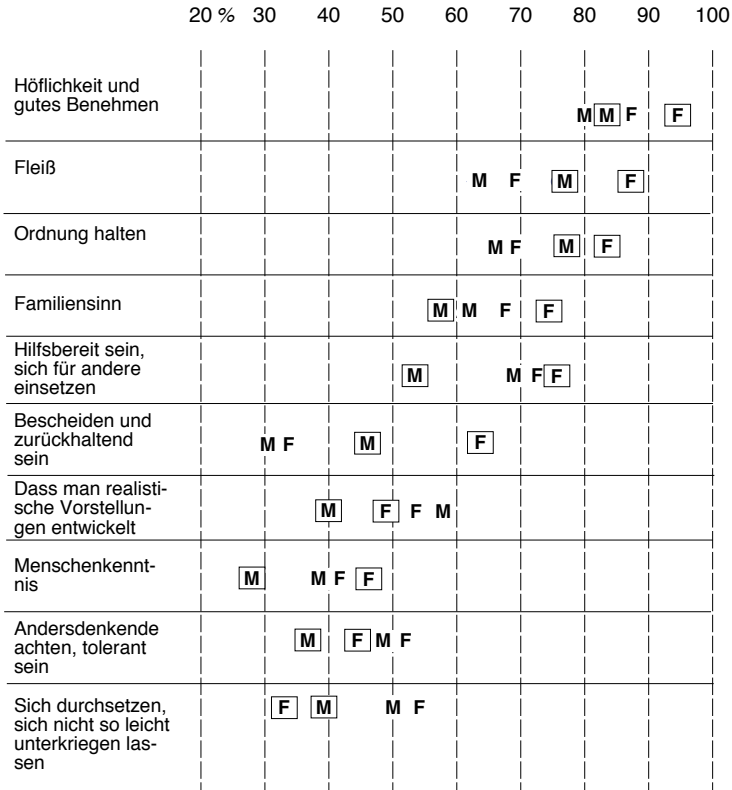 20 % 30 40 50 60 70 80 90 100
Höflichkeit und
gutes Benehmen
M M F F
Fleiß
M F M F
Ordnung halten
M F M F
Familiensinn
M M F F
Hilfsbereit sein,
sich für andere
einsetzen
M M F F
Bescheiden und
zurückhaltend
sein
M F M F
Dass man realisti-
sche Vorstellun-
gen entwickelt
M F F M
Menschenkennt-
nis
M M F F
Andersdenkende
achten, tolerant
sein
M F M F
Sich durchsetzen,
sich nicht so leicht
unterkriegen las-
sen
F M M F